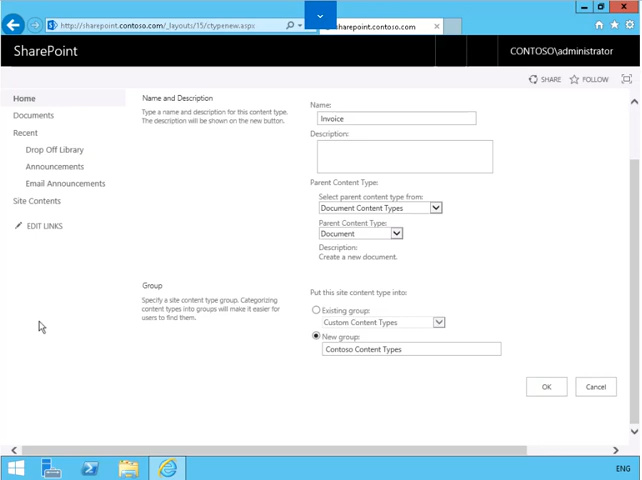 http://sharepoint.contoso.com/_layouts/15/ctypenew.aspx
sharepoint.contoso.com
SharePoint
CONTOSO\administrator
SHARE
FOLLOW
Home
Documents
Recent
Drop Off Library
Announcements
Email Announcements
Site Contents
EDIT LINKS
Name and Description
Type a name and description for this content type.
The description will be shown on the new button.
Name:
Invoice
Description:
Parent Content Type:
Select parent content type from:
Document Content Types
Parent Content Type:
Document
Description:
Create a new document.
Group
Specify a site content type group. Categorizing
content types into groups will make it easier for
users to find them.
Put this site content type into:
Existing group:
Custom Content Types
New group:
Contoso Content Types
OK
Cancel
ENG